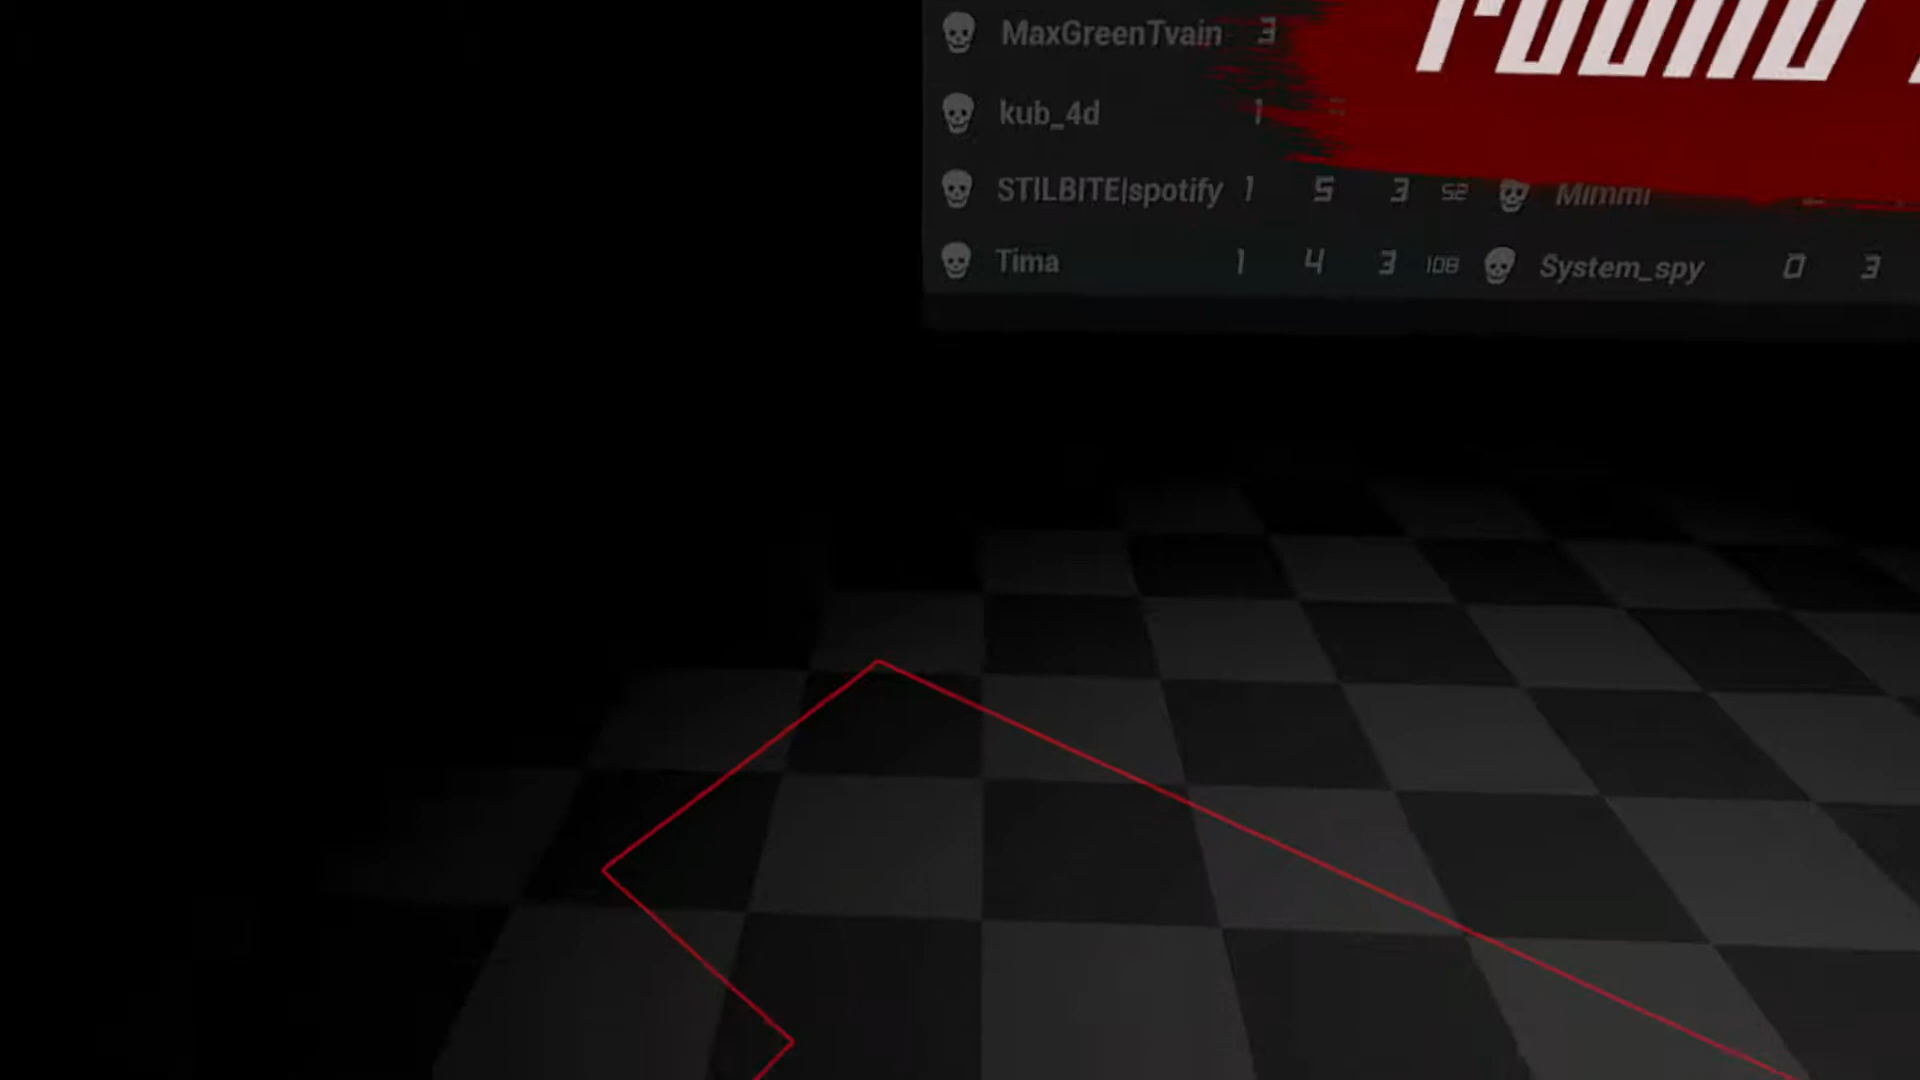 round
MaxGreenTvain 3
kub_4d 1
STILBITE|spotify 1 5 3 52 Mimmi
Tima 1 4 3 108 System_spy 0 3